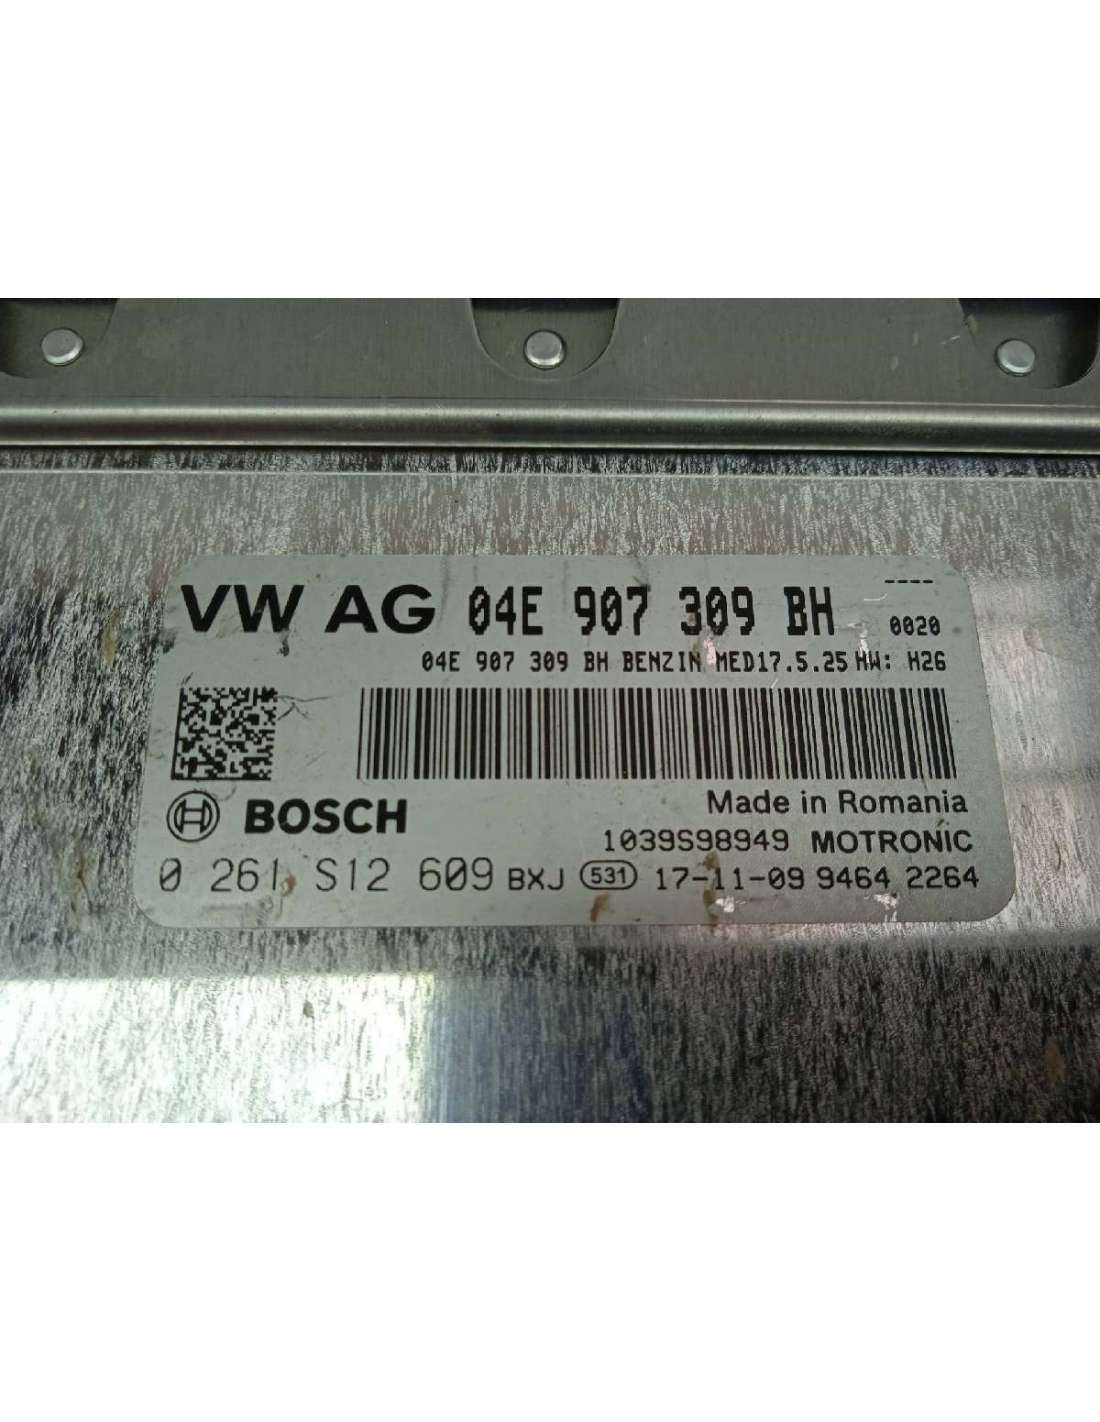 VW AG 04E 907 309 BH ----
0020
04E 907 309 BH BENZIN MED17.5.25 HW: H26
BOSCH
Made in Romania
1039S98949 MOTRONIC
0 261 S12 609 BXJ 531 17-11-09 9464 2264